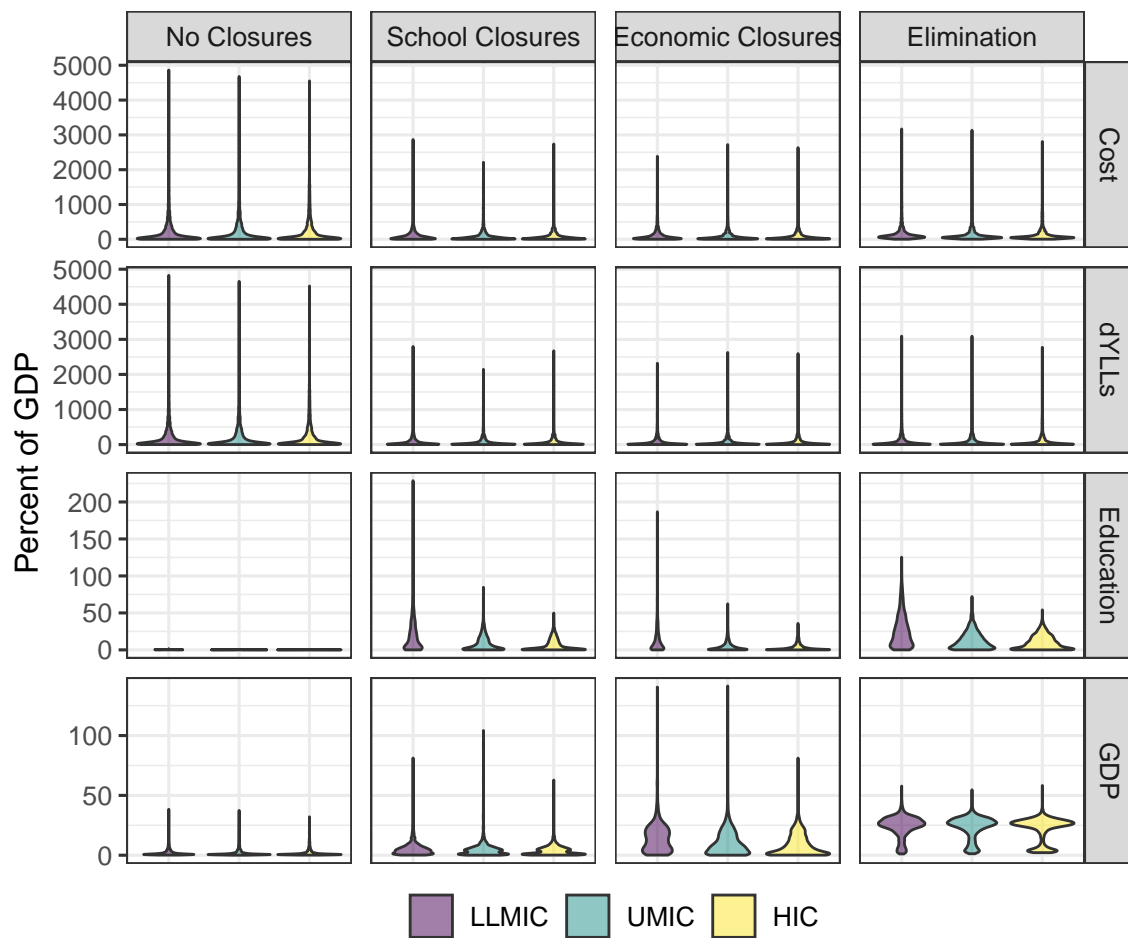 No Closures School Closures Economic Closures Elimination
5000
4000
3000
2000
1000
0
Cost
5000
4000
3000
2000
1000
0
dYLLs
Percent of GDP
200
150
100
50
0
Education
100
50
0
GDP
LLMIC UMIC HIC